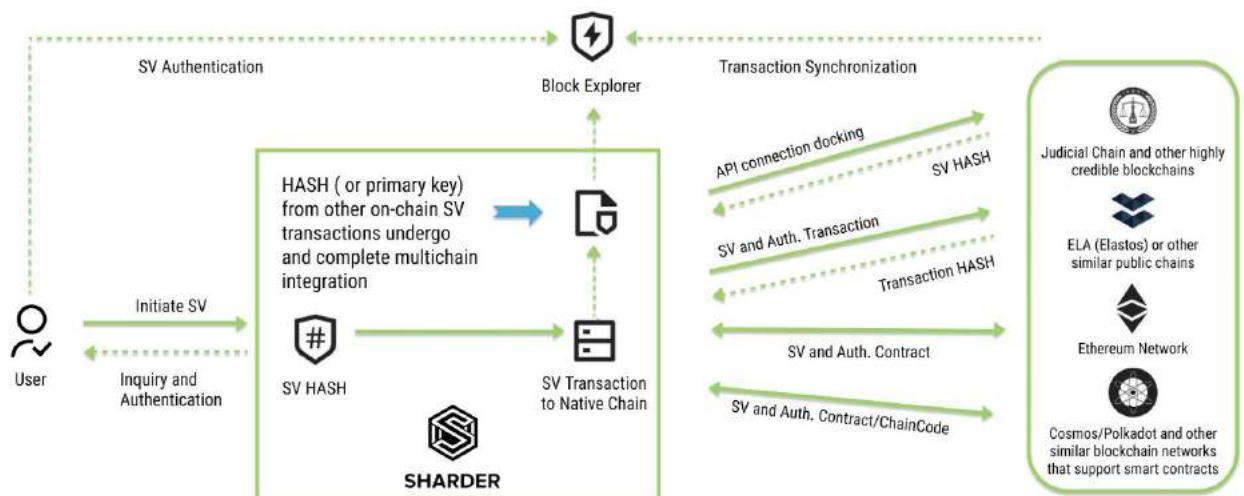 SV Authentication
Block Explorer
Transaction Synchronization
API connection docking
SV HASH
Judicial Chain and other highly
credible blockchains
HASH ( or primary key)
from other on-chain SV
transactions undergo
and complete multichain
integration
SV and Auth. Transaction
Transaction HASH
ELA (Elastos) or other
similar public chains
Initiate SV
User
Inquiry and
Authentication
#
SV HASH
SV Transaction
to Native Chain
SV and Auth. Contract
Ethereum Network
SV and Auth. Contract/ChainCode
SHARDER
Cosmos/Polkadot and other
similar blockchain networks
that support smart contracts